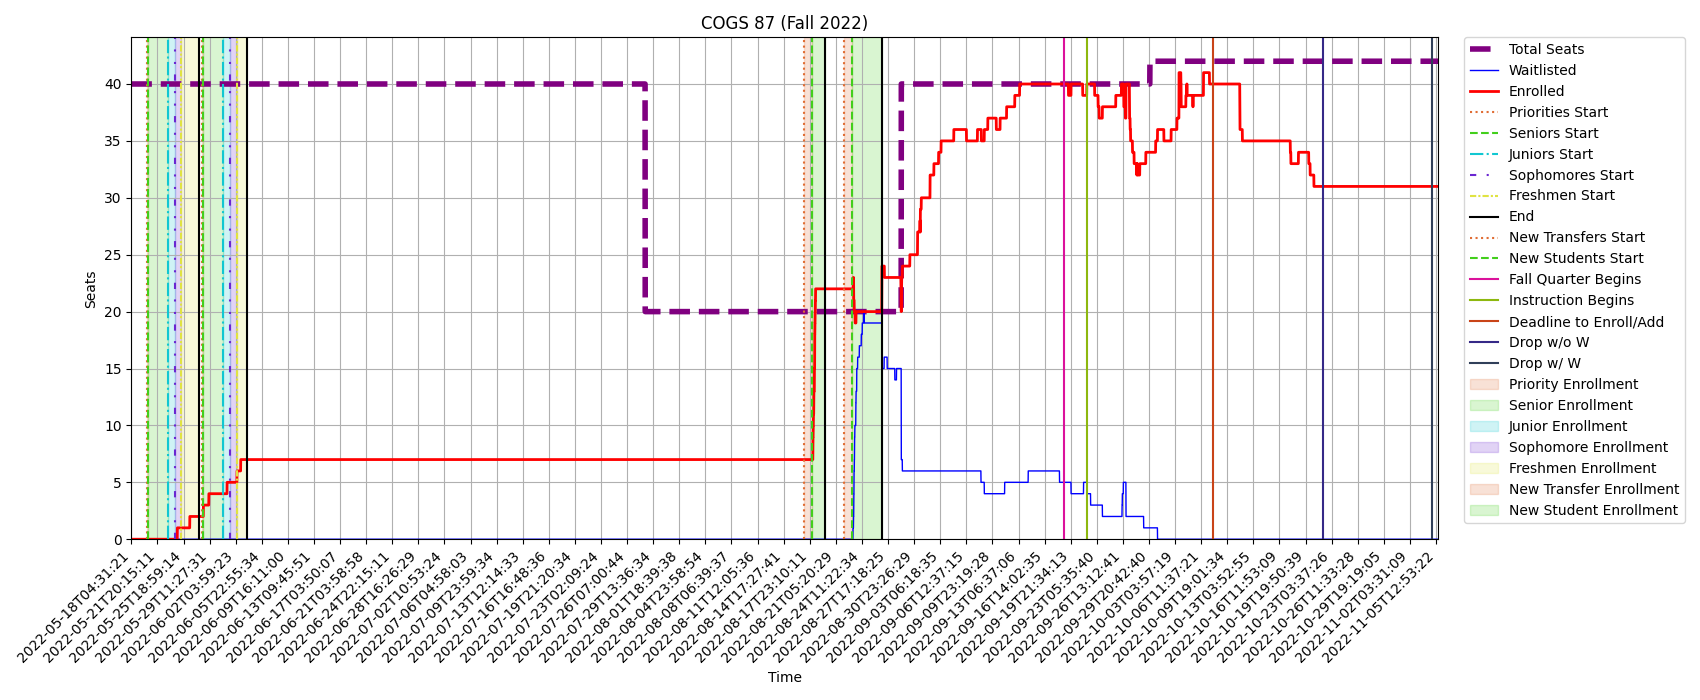 COGS 87 (Fall 2022)
Seats
40
35
30
25
20
15
10
5
0
2022-05-18T04:31:21
2022-05-21T20:15:11
2022-05-25T18:59:14
2022-05-29T11:27:31
2022-06-02T03:59:23
2022-06-05T22:55:34
2022-06-09T16:11:00
2022-06-13T09:45:51
2022-06-17T03:50:07
2022-06-21T03:58:58
2022-06-24T22:15:11
2022-06-28T16:26:29
2022-07-02T10:53:24
2022-07-06T04:58:03
2022-07-09T23:59:34
2022-07-13T12:14:33
2022-07-16T16:48:36
2022-07-19T21:20:34
2022-07-23T02:09:24
2022-07-26T07:00:44
2022-07-29T13:36:34
2022-08-01T18:39:38
2022-08-04T23:58:54
2022-08-08T06:39:37
2022-08-11T12:05:36
2022-08-14T17:27:41
2022-08-17T23:10:11
2022-08-21T05:20:29
2022-08-24T11:22:34
2022-08-27T17:18:25
2022-08-30T23:26:29
2022-09-03T06:18:35
2022-09-06T12:37:15
2022-09-09T23:19:28
2022-09-13T06:37:06
2022-09-16T14:02:35
2022-09-19T21:34:13
2022-09-23T05:35:40
2022-09-26T13:12:41
2022-09-29T20:42:40
2022-10-03T03:57:19
2022-10-06T11:37:21
2022-10-09T19:01:34
2022-10-13T03:52:55
2022-10-16T11:53:09
2022-10-19T19:50:39
2022-10-23T03:37:26
2022-10-26T11:33:28
2022-10-29T19:19:05
2022-11-02T03:31:09
2022-11-05T12:53:22
Time
Total Seats
Waitlisted
Enrolled
Priorities Start
Seniors Start
Juniors Start
Sophomores Start
Freshmen Start
End
New Transfers Start
New Students Start
Fall Quarter Begins
Instruction Begins
Deadline to Enroll/Add
Drop w/o W
Drop w/ W
Priority Enrollment
Senior Enrollment
Junior Enrollment
Sophomore Enrollment
Freshmen Enrollment
New Transfer Enrollment
New Student Enrollment